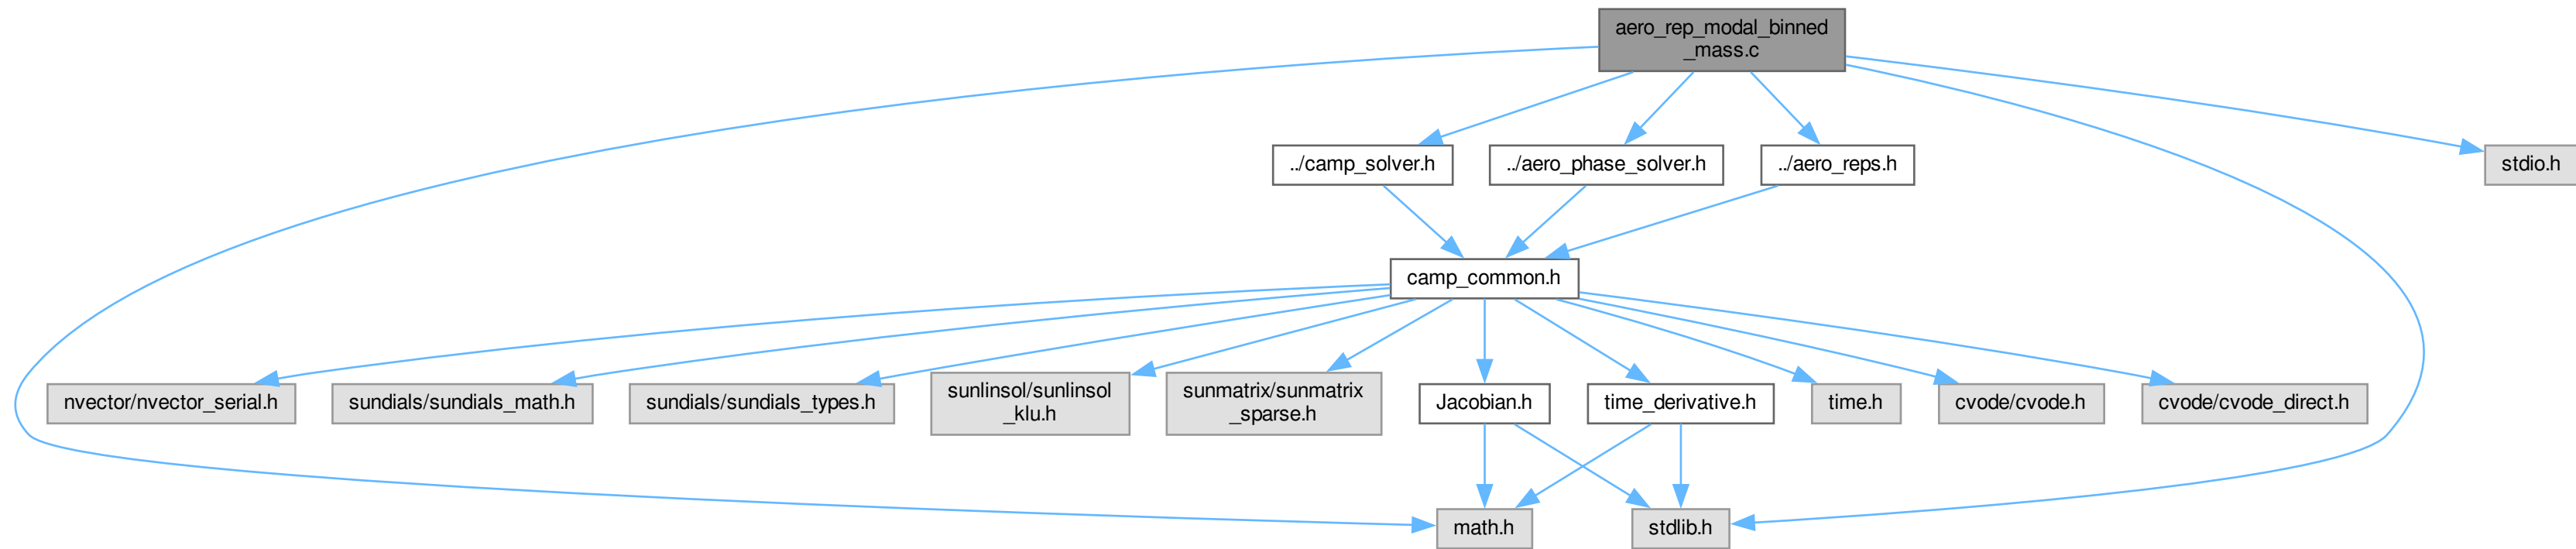 aero_rep_modal_binned
_mass.c
../camp_solver.h
../aero_phase_solver.h
../aero_reps.h
stdio.h
camp_common.h
nvector/nvector_serial.h
sundials/sundials_math.h
sundials/sundials_types.h
sunlinsol/sunlinsol
_klu.h
sunmatrix/sunmatrix
_sparse.h
Jacobian.h
time_derivative.h
time.h
cvode/cvode.h
cvode/cvode_direct.h
math.h
stdlib.h